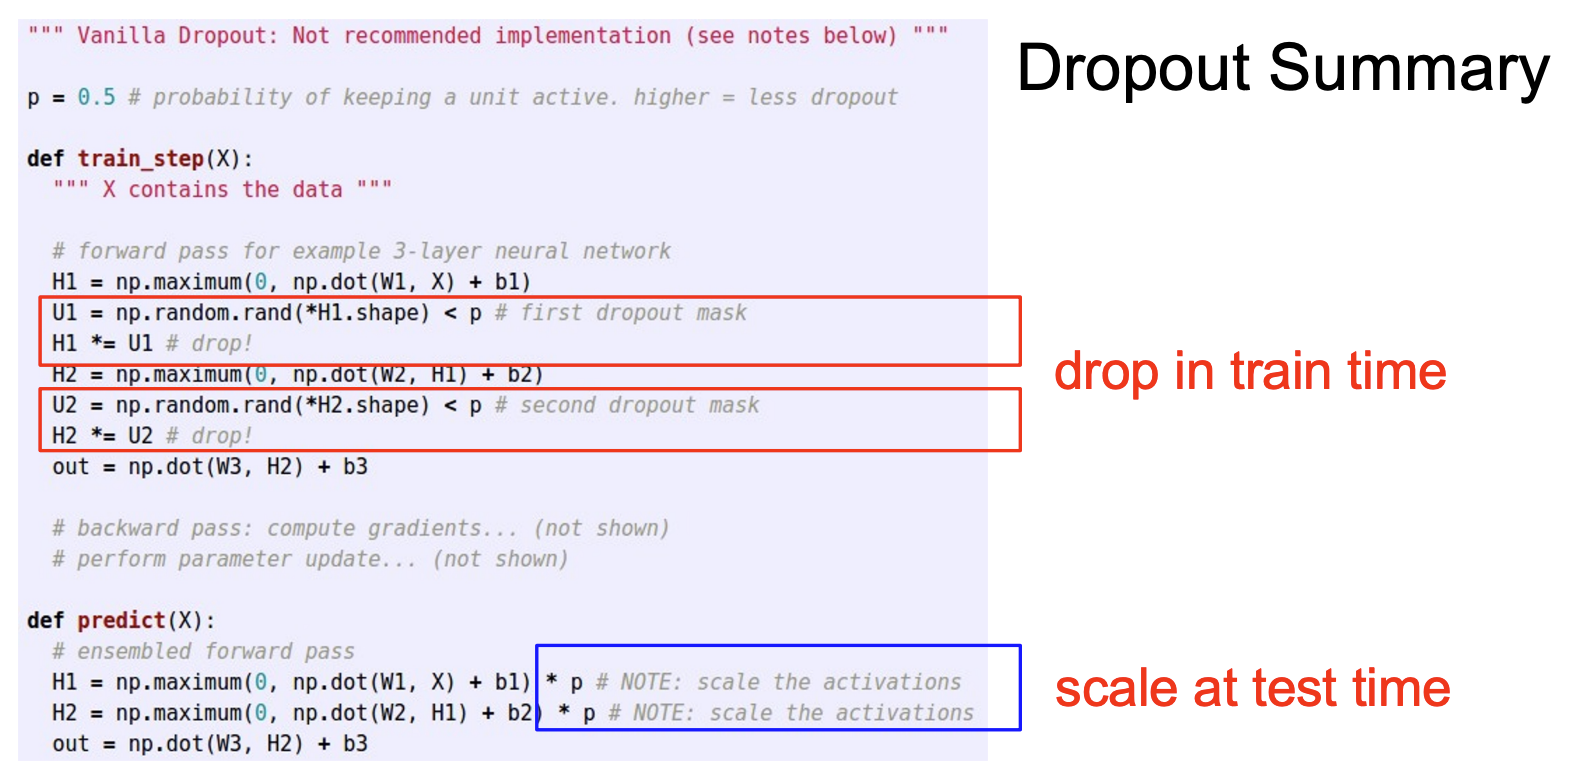 """ Vanilla Dropout: Not recommended implementation (see notes below) """
Dropout Summary
p = 0.5 # probability of keeping a unit active. higher = less dropout
def train_step(X):
""" X contains the data """
# forward pass for example 3-layer neural network
H1 = np.maximum(0, np.dot(W1, X) + b1)
U1 = np.random.rand(*H1.shape) < p # first dropout mask
H1 *= U1 # drop!
H2 = np.maximum(0, np.dot(W2, H1) + b2)
drop in train time
U2 = np.random.rand(*H2.shape) < p # second dropout mask
H2 *= U2 # drop!
out = np.dot(W3, H2) + b3
# backward pass: compute gradients... (not shown)
# perform parameter update... (not shown)
def predict(X):
# ensembled forward pass
H1 = np.maximum(0, np.dot(W1, X) + b1) * p # NOTE: scale the activations
H2 = np.maximum(0, np.dot(W2, H1) + b2) * p # NOTE: scale the activations
scale at test time
out = np.dot(W3, H2) + b3